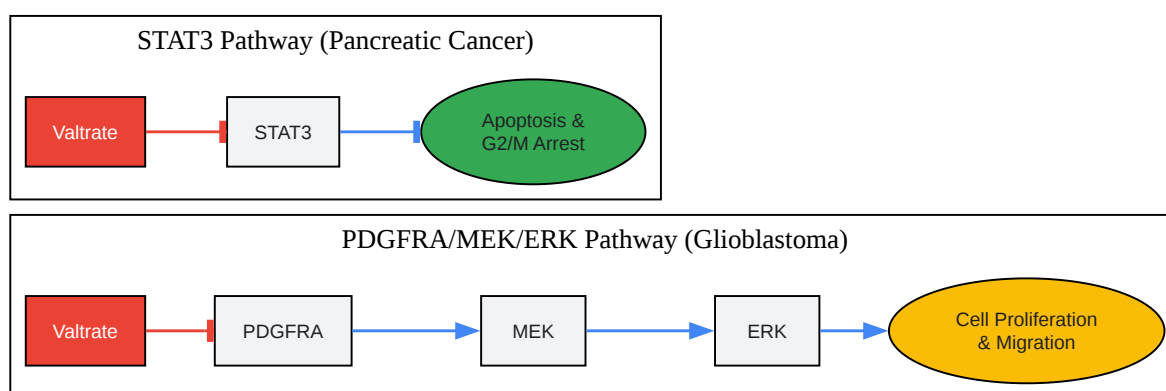 STAT3 Pathway (Pancreatic Cancer)
Valtrate
STAT3
Apoptosis &
G2/M Arrest
PDGFRA/MEK/ERK Pathway (Glioblastoma)
Valtrate
PDGFRA
MEK
ERK
Cell Proliferation
& Migration